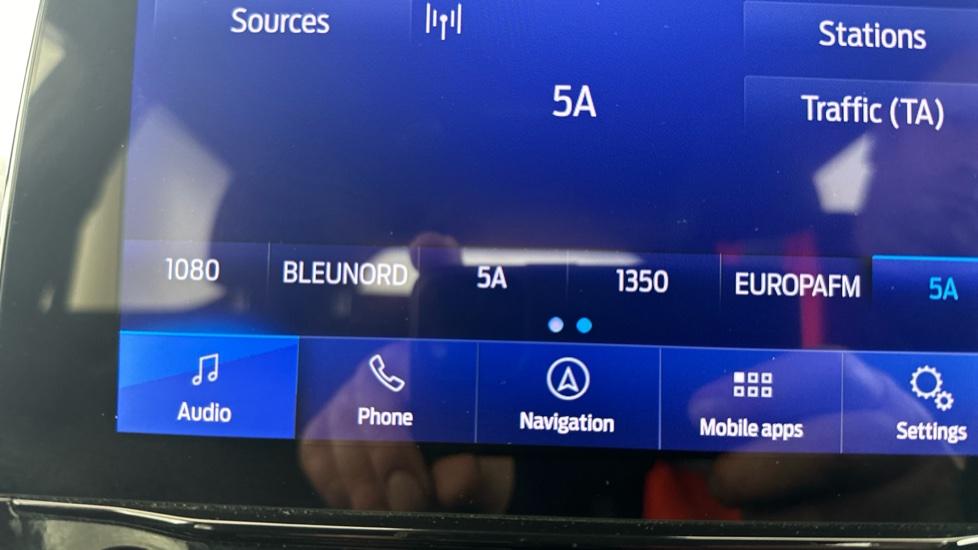 Sources
Stations
5A
Traffic (TA)
1080 BLEUNORD 5A 1350 EUROPAFM 5A
Audio Phone Navigation Mobile apps Settings